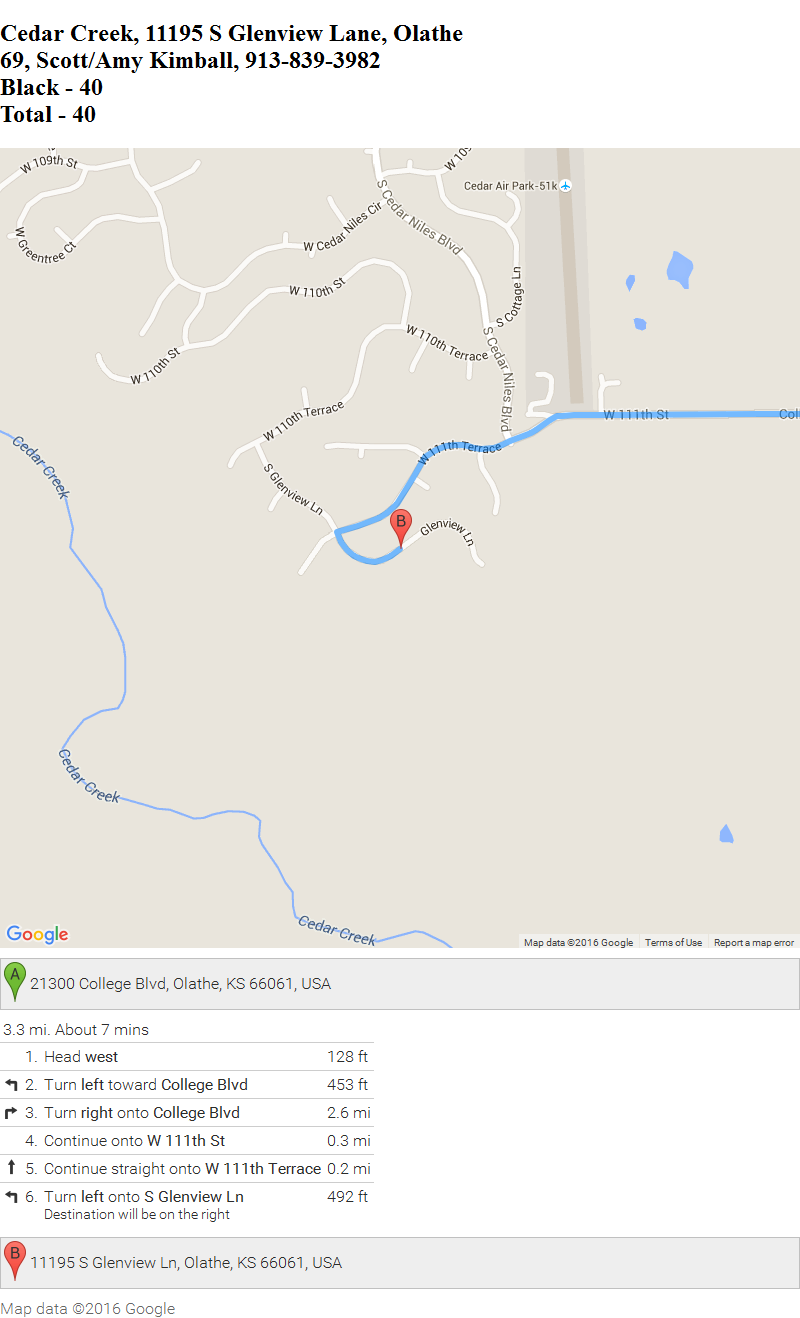 Cedar Creek, 11195 S Glenview Lane, Olathe
69, Scott/Amy Kimball, 913-839-3982
Black - 40
Total - 40
W 109th St
W 109
Cedar Air Park-51k
S Cedar Niles Blvd
W Cedar Niles Cir
W Greentree Ct
W 110th St
S Cottage Ln
W 110th Terrace
W 110th St
S Cedar Niles Blvd
W 110th Terrace
W 111th St
Col
W 111th Terrace
Cedar Creek
S Glenview Ln
B
Glenview Ln
Cedar Creek
Cedar Creek
Google
Map data ©2016 Google
Terms of Use
Report a map error
A
21300 College Blvd, Olathe, KS 66061, USA
3.3 mi. About 7 mins
1. Head west 128 ft
2. Turn left toward College Blvd 453 ft
3. Turn right onto College Blvd 2.6 mi
4. Continue onto W 111th St 0.3 mi
5. Continue straight onto W 111th Terrace 0.2 mi
6. Turn left onto S Glenview Ln 492 ft
Destination will be on the right
B
11195 S Glenview Ln, Olathe, KS 66061, USA
Map data ©2016 Google